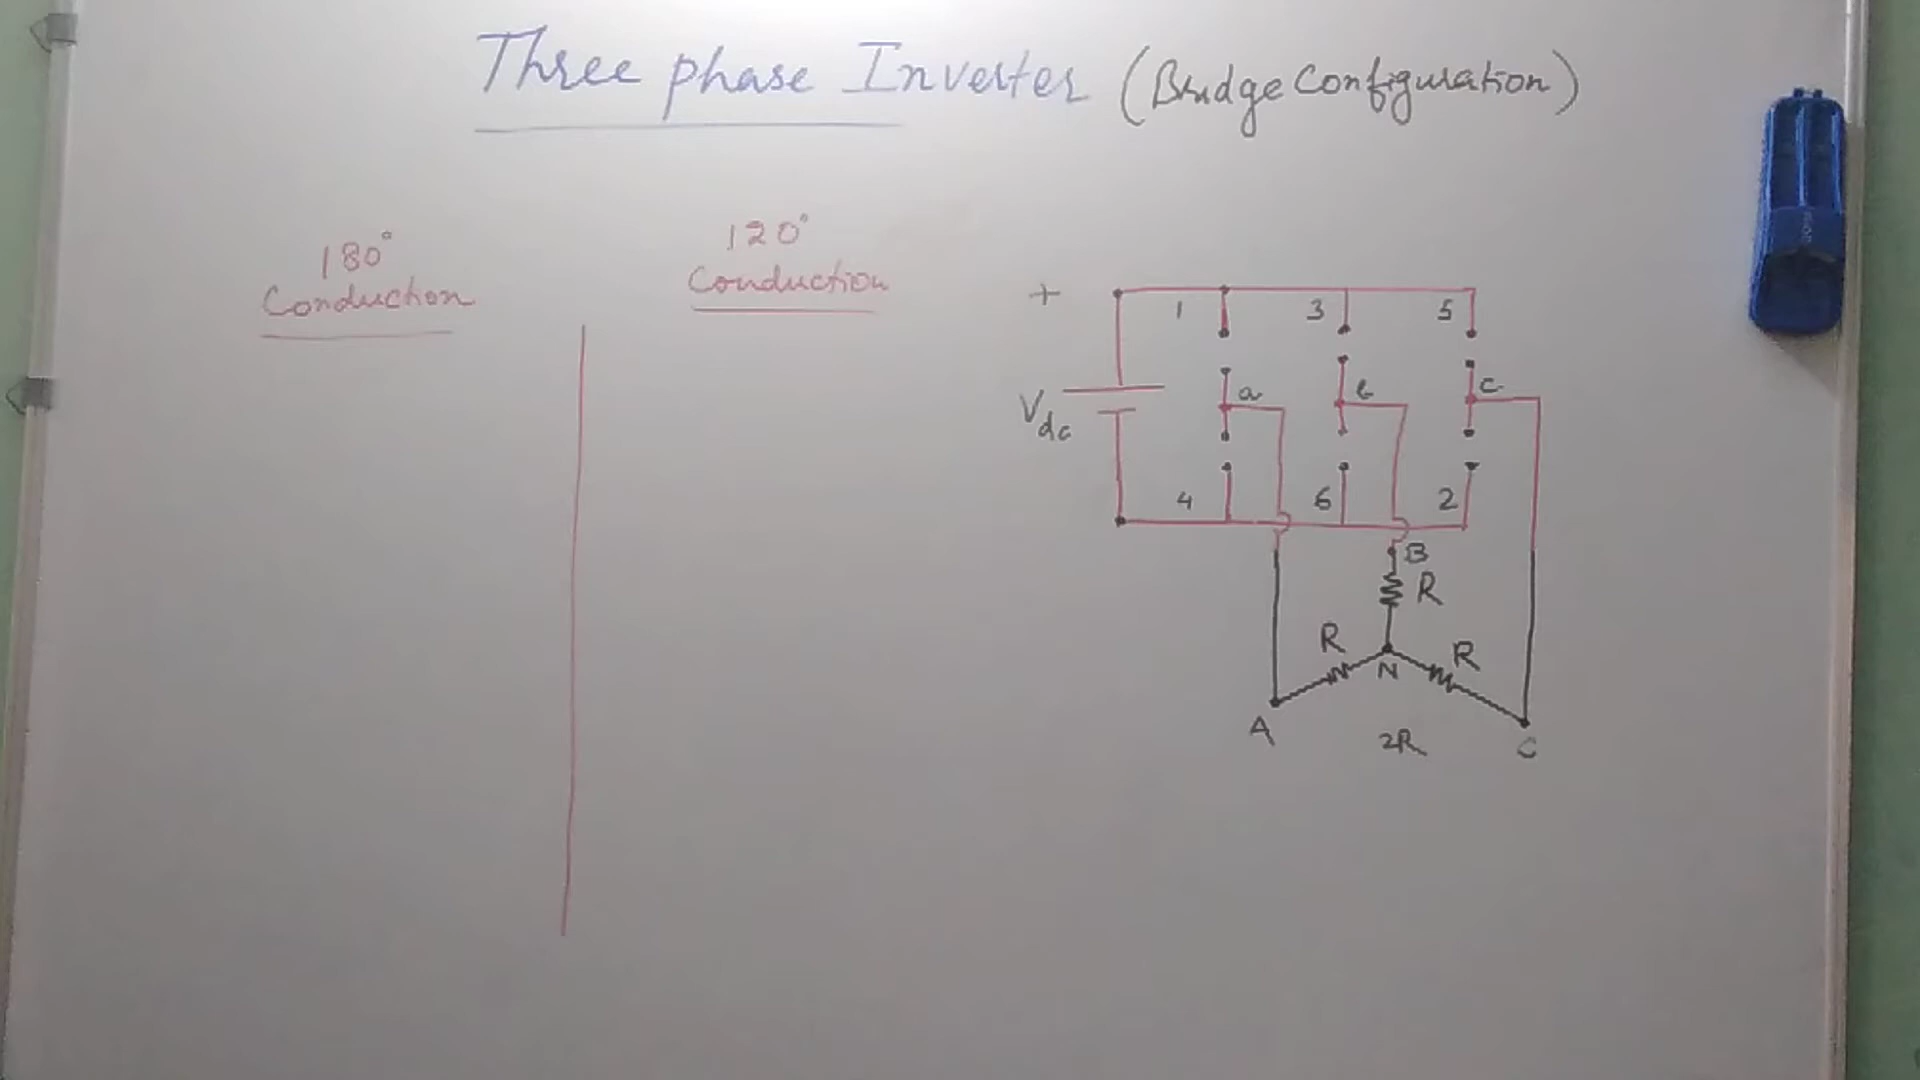 Three phase Inverter (Bridge Configuration)
180°
Conduction
120°
Conduction
+
1
3
5
a
b
c
Vdc
4
6
2
B
R
R
R
N
A
2R
C